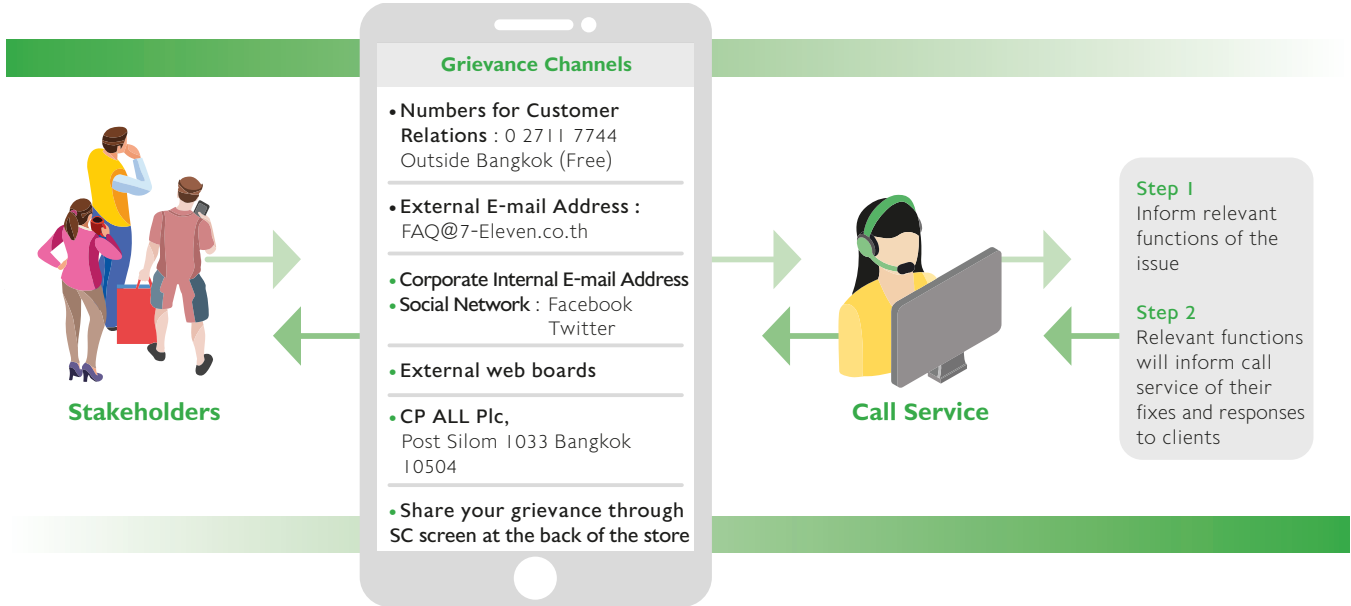 Grievance Channels
• Numbers for Customer
Relations : 0 2711 7744
Outside Bangkok (Free)
• External E-mail Address :
FAQ@7-Eleven.co.th
• Corporate Internal E-mail Address
• Social Network : Facebook
Twitter
• External web boards
• CP ALL Plc,
Post Silom 1033 Bangkok
10504
• Share your grievance through
SC screen at the back of the store
Stakeholders
Call Service
Step 1
Inform relevant
functions of the
issue
Step 2
Relevant functions
will inform call
service of their
fixes and responses
to clients